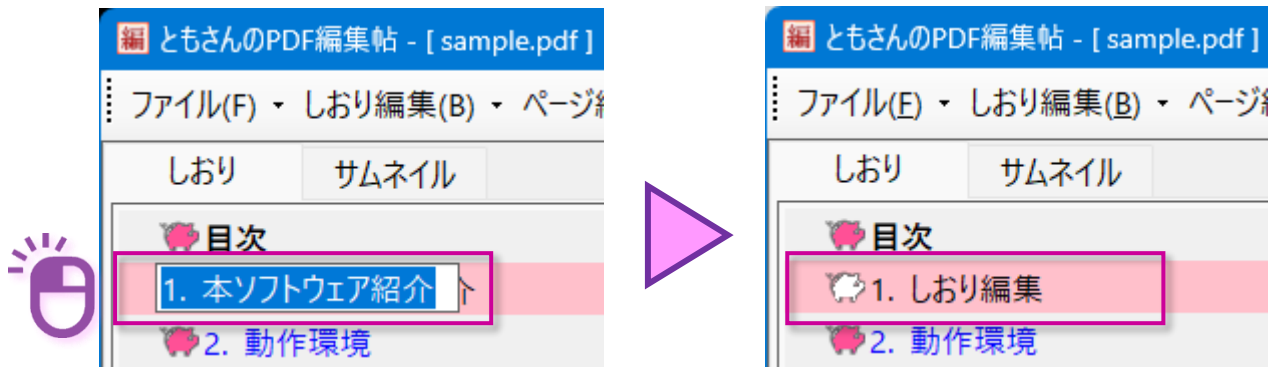 編 ともさんのPDF編集帖 - [ sample.pdf ]
ファイル(F) しおり編集(B) ページ
しおり サムネイル
目次
1. 本ソフトウェア紹介 介
2. 動作環境
編 ともさんのPDF編集帖 - [ sample.pdf ]
ファイル(F) しおり編集(B) ページ
しおり サムネイル
目次
1. しおり編集
2. 動作環境